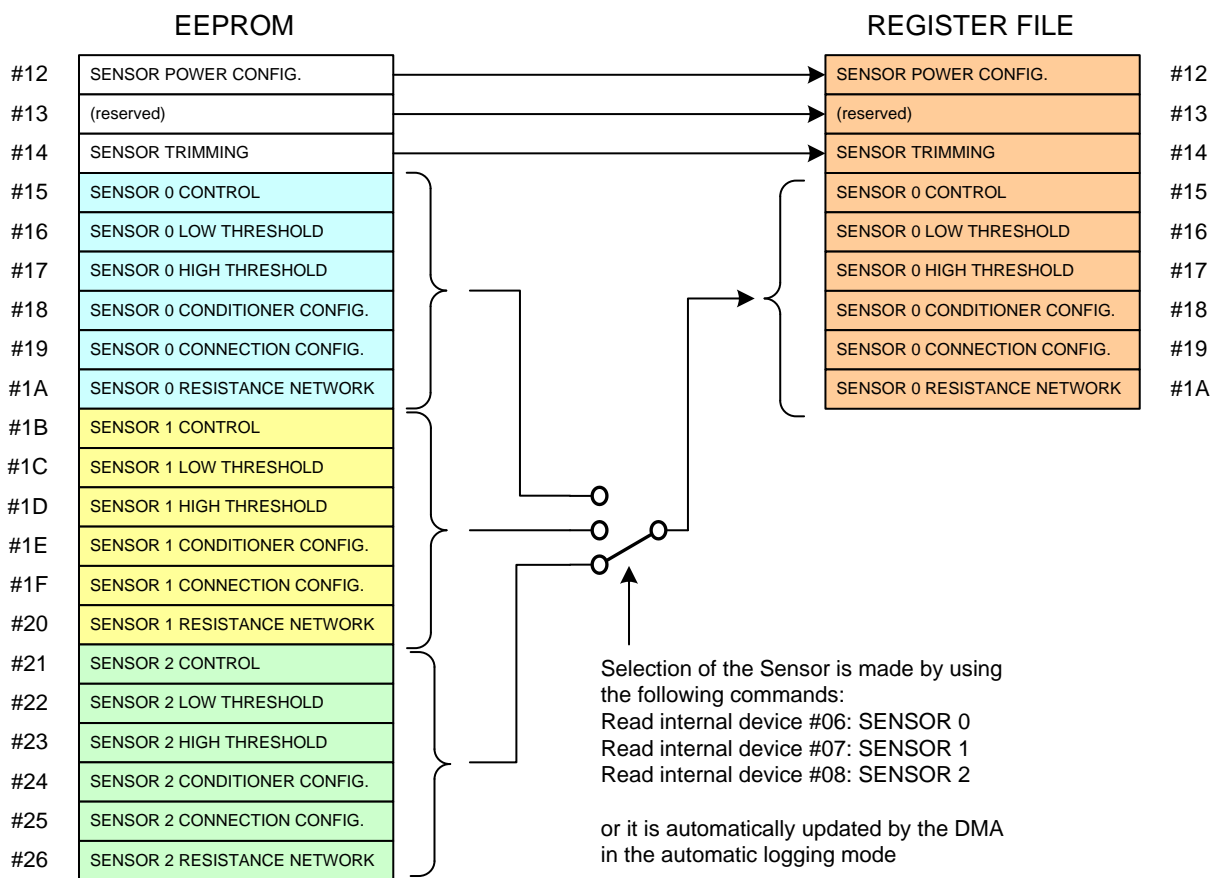 EEPROM
#12 SENSOR POWER CONFIG.
#13 (reserved)
#14 SENSOR TRIMMING
#15 SENSOR 0 CONTROL
#16 SENSOR 0 LOW THRESHOLD
#17 SENSOR 0 HIGH THRESHOLD
#18 SENSOR 0 CONDITIONER CONFIG.
#19 SENSOR 0 CONNECTION CONFIG.
#1A SENSOR 0 RESISTANCE NETWORK
#1B SENSOR 1 CONTROL
#1C SENSOR 1 LOW THRESHOLD
#1D SENSOR 1 HIGH THRESHOLD
#1E SENSOR 1 CONDITIONER CONFIG.
#1F SENSOR 1 CONNECTION CONFIG.
#20 SENSOR 1 RESISTANCE NETWORK
#21 SENSOR 2 CONTROL
#22 SENSOR 2 LOW THRESHOLD
#23 SENSOR 2 HIGH THRESHOLD
#24 SENSOR 2 CONDITIONER CONFIG.
#25 SENSOR 2 CONNECTION CONFIG.
#26 SENSOR 2 RESISTANCE NETWORK
REGISTER FILE
SENSOR POWER CONFIG. #12
(reserved) #13
SENSOR TRIMMING #14
SENSOR 0 CONTROL #15
SENSOR 0 LOW THRESHOLD #16
SENSOR 0 HIGH THRESHOLD #17
SENSOR 0 CONDITIONER CONFIG. #18
SENSOR 0 CONNECTION CONFIG. #19
SENSOR 0 RESISTANCE NETWORK #1A
Selection of the Sensor is made by using
the following commands:
Read internal device #06: SENSOR 0
Read internal device #07: SENSOR 1
Read internal device #08: SENSOR 2
or it is automatically updated by the DMA
in the automatic logging mode